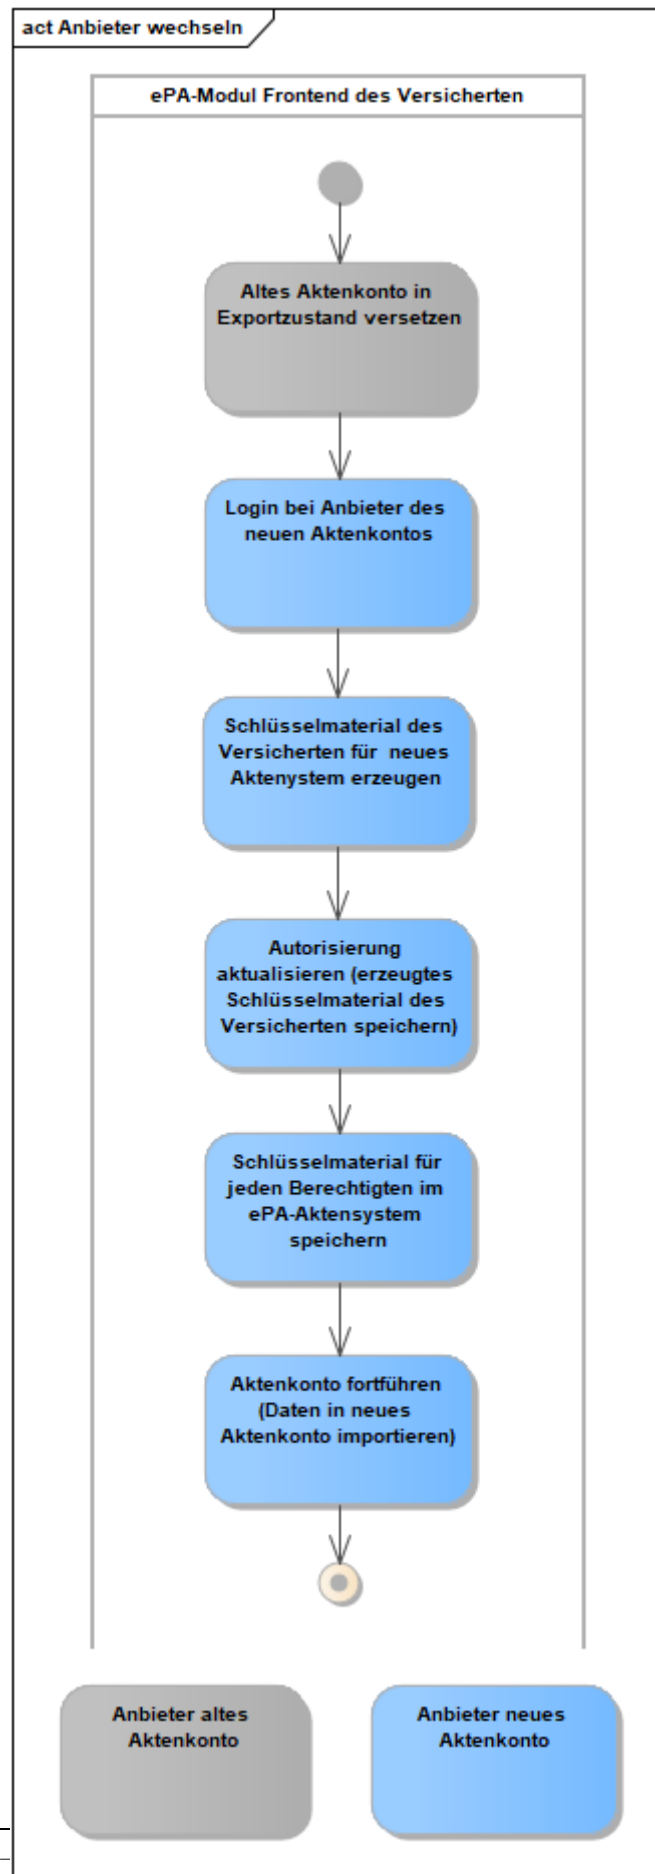 act Anbieter wechseln
ePA-Modul Frontend des Versicherten
Altes Aktenkonto in
Exportzustand versetzen
Login bei Anbieter des
neuen Aktenkontos
Schlüsselmaterial des
Versicherten für neues
Aktenystem erzeugen
Autorisierung
aktualisieren (erzeugtes
Schlüsselmaterial des
Versicherten speichern)
Schlüsselmaterial für
jeden Berechtigten im
ePA-Aktensystem
speichern
Aktenkonto fortführen
(Daten in neues
Aktenkonto importieren)
Anbieter altes
Aktenkonto
Anbieter neues
Aktenkonto